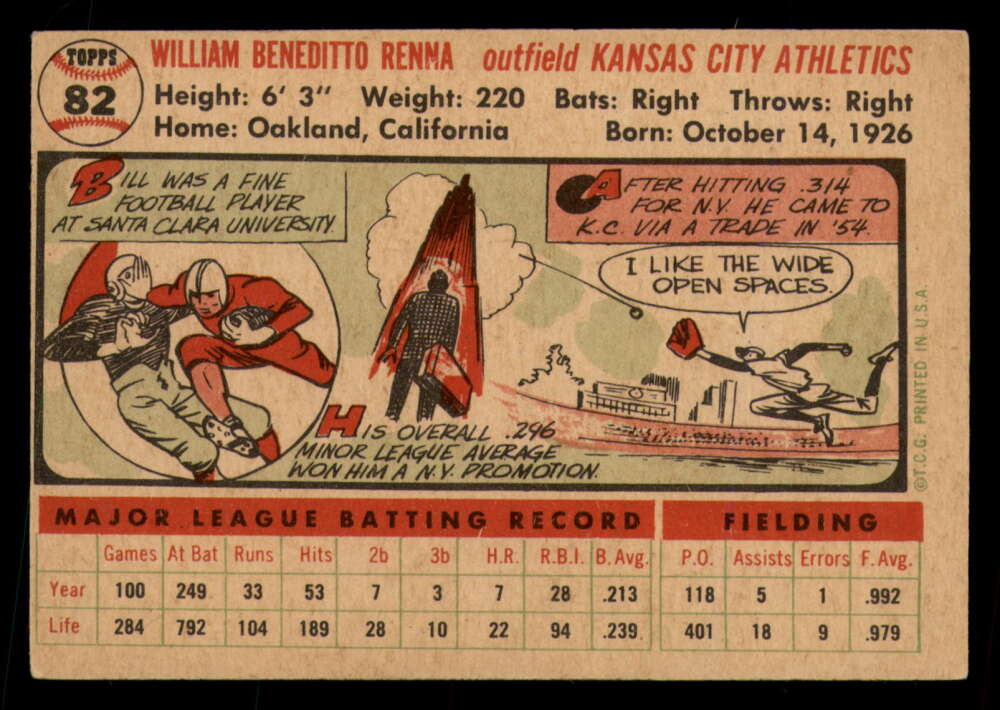 TOPPS
82
WILLIAM BENEDITTO RENNA outfield KANSAS CITY ATHLETICS
Height: 6' 3" Weight: 220 Bats: Right Throws: Right
Home: Oakland, California Born: October 14, 1926
BILL WAS A FINE
FOOTBALL PLAYER
AT SANTA CLARA UNIVERSITY.
HIS OVERALL .296
MINOR LEAGUE AVERAGE
WON HIM A N.Y. PROMOTION.
AFTER HITTING .314
FOR N.Y. HE CAME TO
K.C. VIA A TRADE IN '54.
I LIKE THE WIDE
OPEN SPACES.
©T.C.G. PRINTED IN U.S.A.
MAJOR LEAGUE BATTING RECORD FIELDING
Games At Bat Runs Hits 2b 3b H.R. R.B.I. B. Avg. P.O. Assists Errors F. Avg.
Year 100 249 33 53 7 3 7 28 .213 118 5 1 .992
Life 284 792 104 189 28 10 22 94 .239 401 18 9 .979